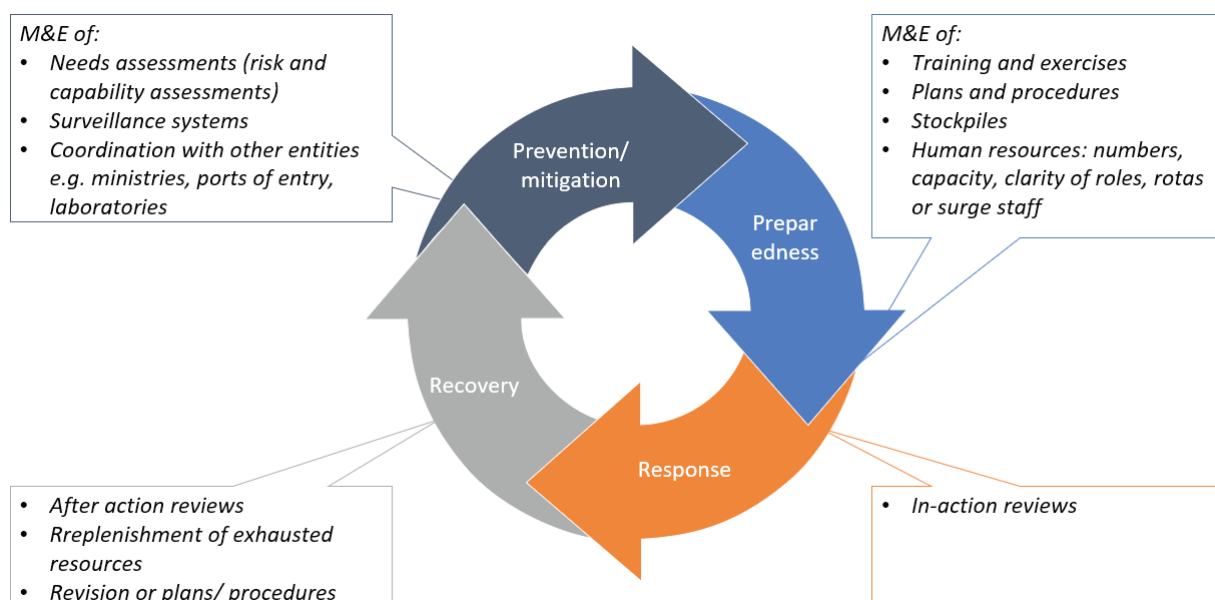 M&E of:
• Needs assessments (risk and
capability assessments)
• Surveillance systems
• Coordination with other entities
e.g. ministries, ports of entry,
laboratories
M&E of:
• Training and exercises
• Plans and procedures
• Stockpiles
• Human resources: numbers,
capacity, clarity of roles, rotas
or surge staff
Prevention/
mitigation
Prepar
edness
Response
Recovery
• After action reviews
• Rreplenishment of exhausted
resources
• Revision or plans/ procedures
• In-action reviews